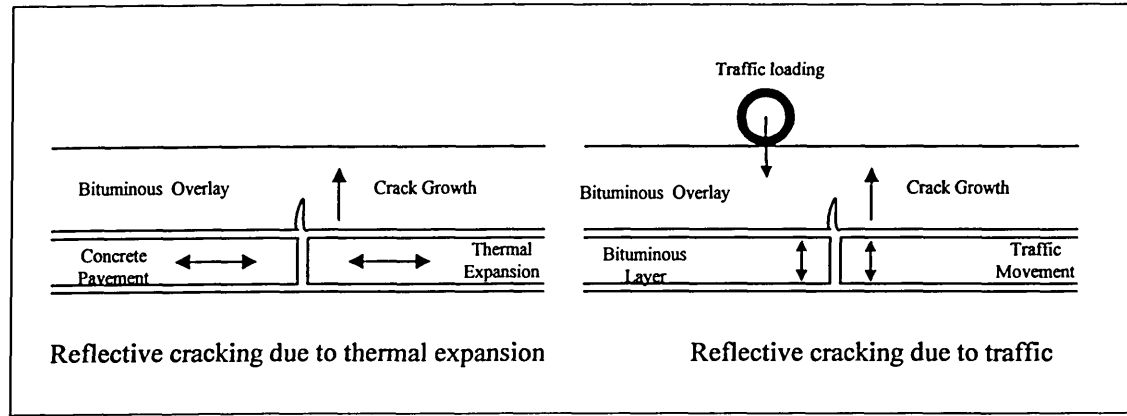 Traffic loading
Bituminous Overlay
Crack Growth
Concrete
Pavement
Thermal
Expansion
Reflective cracking due to thermal expansion
Bituminous Overlay
Crack Growth
Bituminous
Layer
Traffic
Movement
Reflective cracking due to traffic